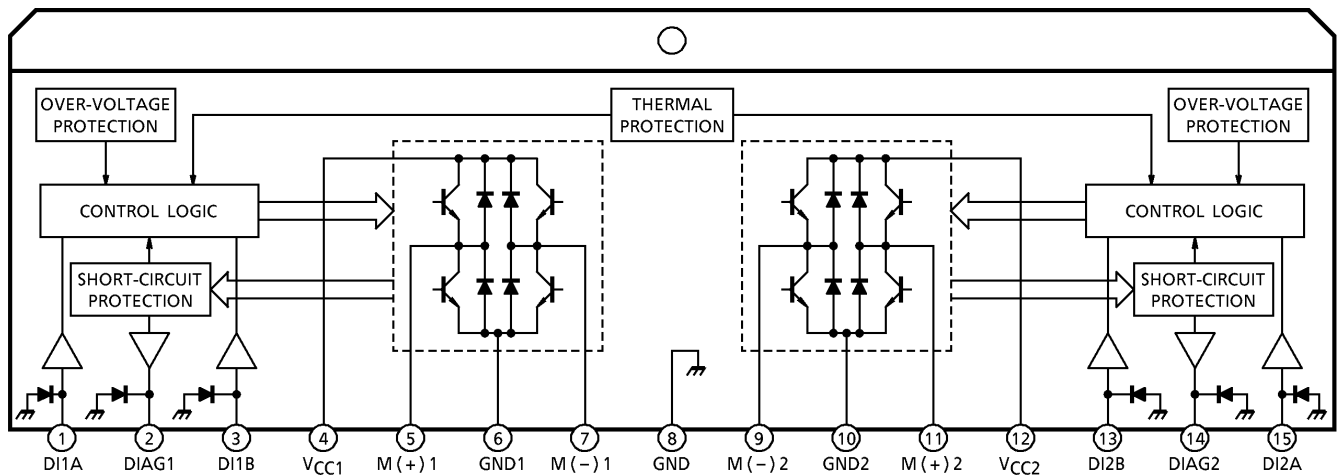 OVER-VOLTAGE
PROTECTION
THERMAL
PROTECTION
OVER-VOLTAGE
PROTECTION
CONTROL LOGIC
CONTROL LOGIC
SHORT-CIRCUIT
PROTECTION
SHORT-CIRCUIT
PROTECTION
1 2 3 4 5 6 7 8 9 10 11 12 13 14 15
DI1A DIAG1 DI1B VCC1 M(+)1 GND1 M(−)1 GND M(−)2 GND2 M(+)2 VCC2 DI2B DIAG2 DI2A